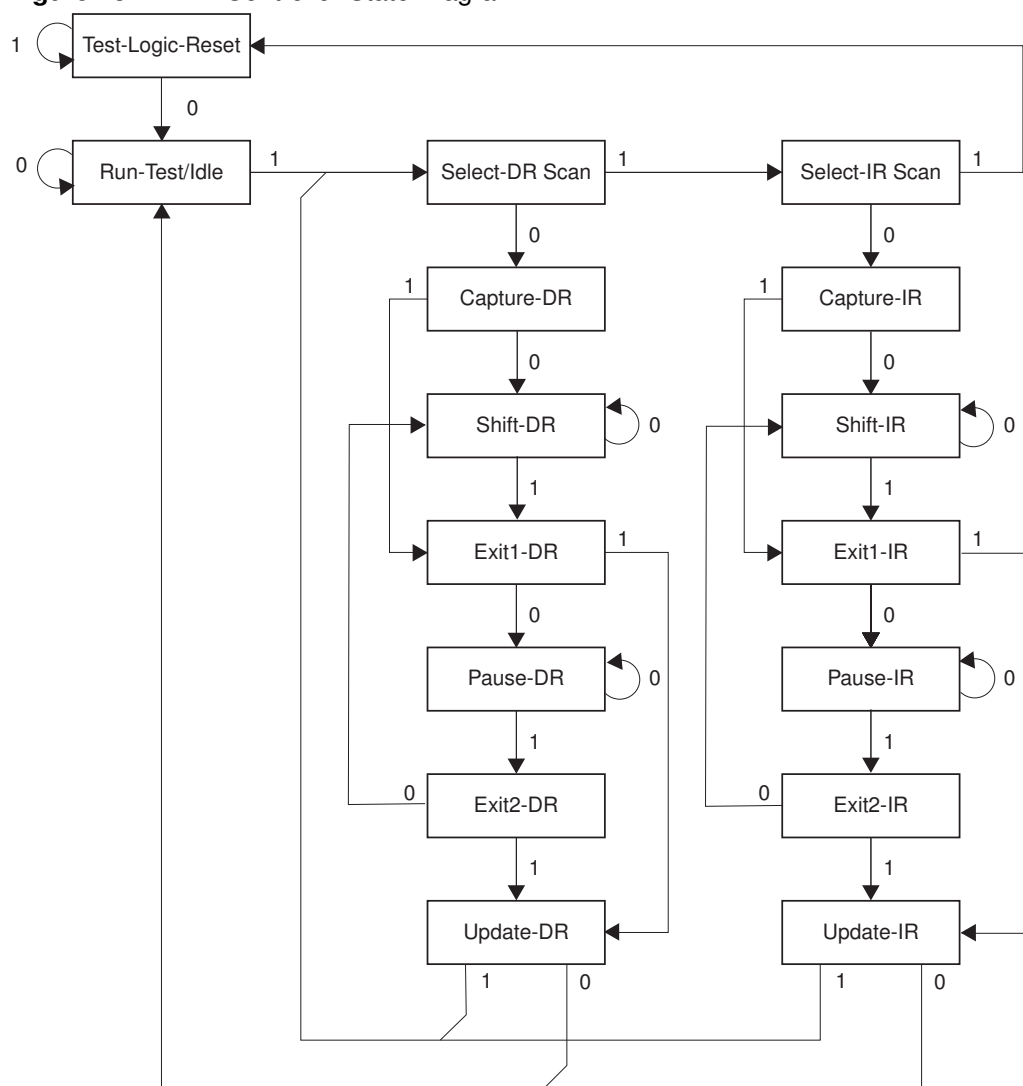 1
Test-Logic-Reset
0
0
Run-Test/Idle
1
Select-DR Scan
1
Select-IR Scan
1
0
0
1
Capture-DR
1
Capture-IR
0
0
Shift-DR
0
Shift-IR
0
1
1
Exit1-DR
1
Exit1-IR
1
0
0
Pause-DR
0
Pause-IR
0
1
1
0
Exit2-DR
0
Exit2-IR
1
1
Update-DR
Update-IR
1
0
1
0